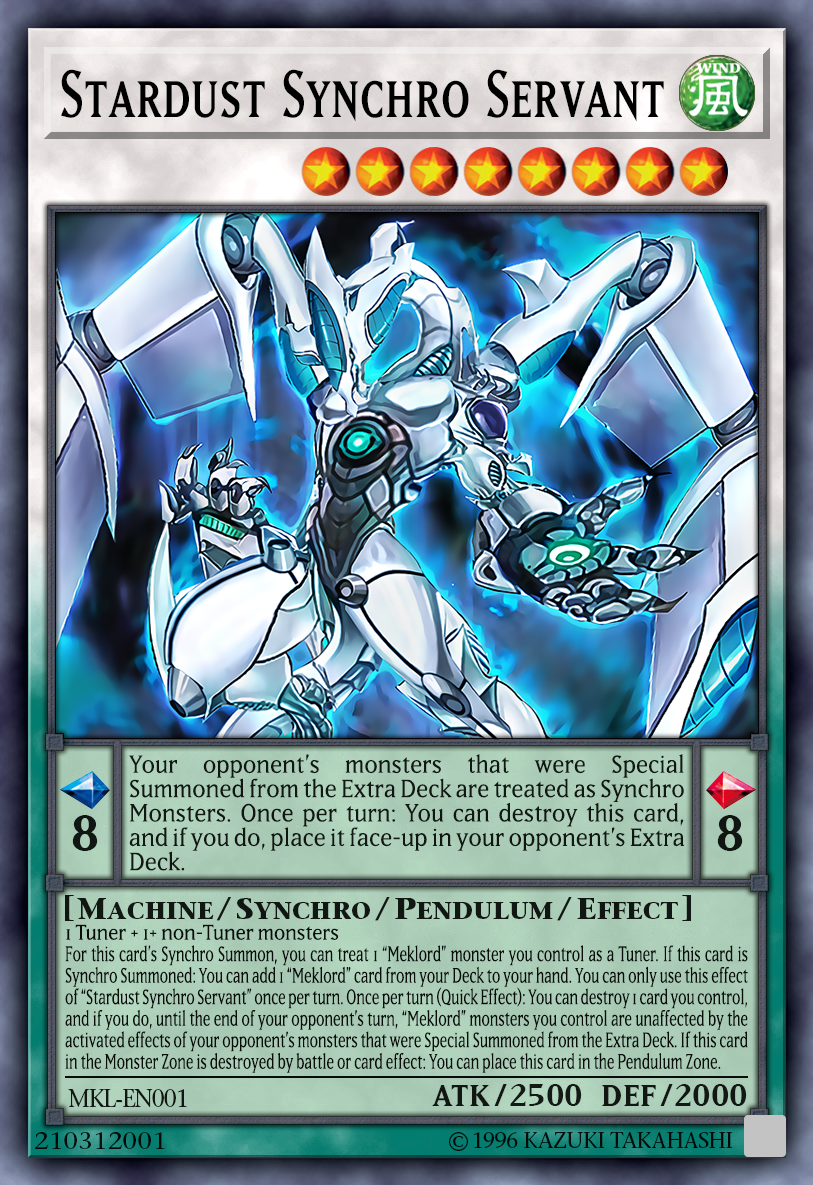 Stardust Synchro Servant
WIND
風
Your opponent's monsters that were Special
Summoned from the Extra Deck are treated as Synchro
Monsters. Once per turn: You can destroy this card,
and if you do, place it face-up in your opponent's Extra
Deck.
8
8
[ Machine / Synchro / Pendulum / Effect ]
1 Tuner + 1+ non-Tuner monsters
For this card's Synchro Summon, you can treat 1 “Meklord” monster you control as a Tuner. If this card is
Synchro Summoned: You can add 1 “Meklord” card from your Deck to your hand. You can only use this effect
of “Stardust Synchro Servant” once per turn. Once per turn (Quick Effect): You can destroy 1 card you control,
and if you do, until the end of your opponent's turn, “Meklord” monsters you control are unaffected by the
activated effects of your opponent's monsters that were Special Summoned from the Extra Deck. If this card
in the Monster Zone is destroyed by battle or card effect: You can place this card in the Pendulum Zone.
MKL-EN001
ATK/2500 DEF/2000
210312001
© 1996 KAZUKI TAKAHASHI